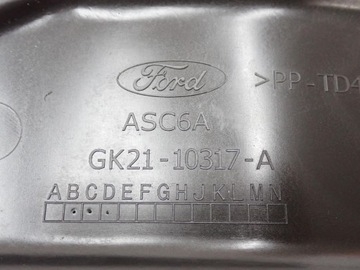 Ford
>PP-TD4
ASC6A
GK21-10317-A
ABCDEFGHJKLMN